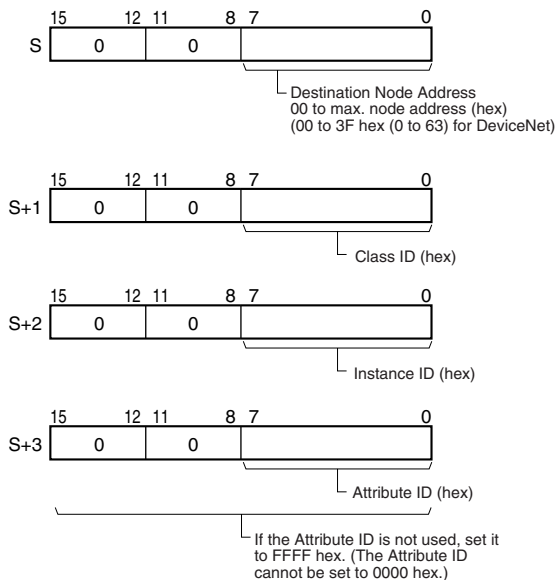 15 12 11 8 7 0
S 0 0
Destination Node Address
00 to max. node address (hex)
(00 to 3F hex (0 to 63) for DeviceNet)
15 12 11 8 7 0
S+1 0 0
Class ID (hex)
15 12 11 8 7 0
S+2 0 0
Instance ID (hex)
15 12 11 8 7 0
S+3 0 0
Attribute ID (hex)
If the Attribute ID is not used, set it
to FFFF hex. (The Attribute ID
cannot be set to 0000 hex.)